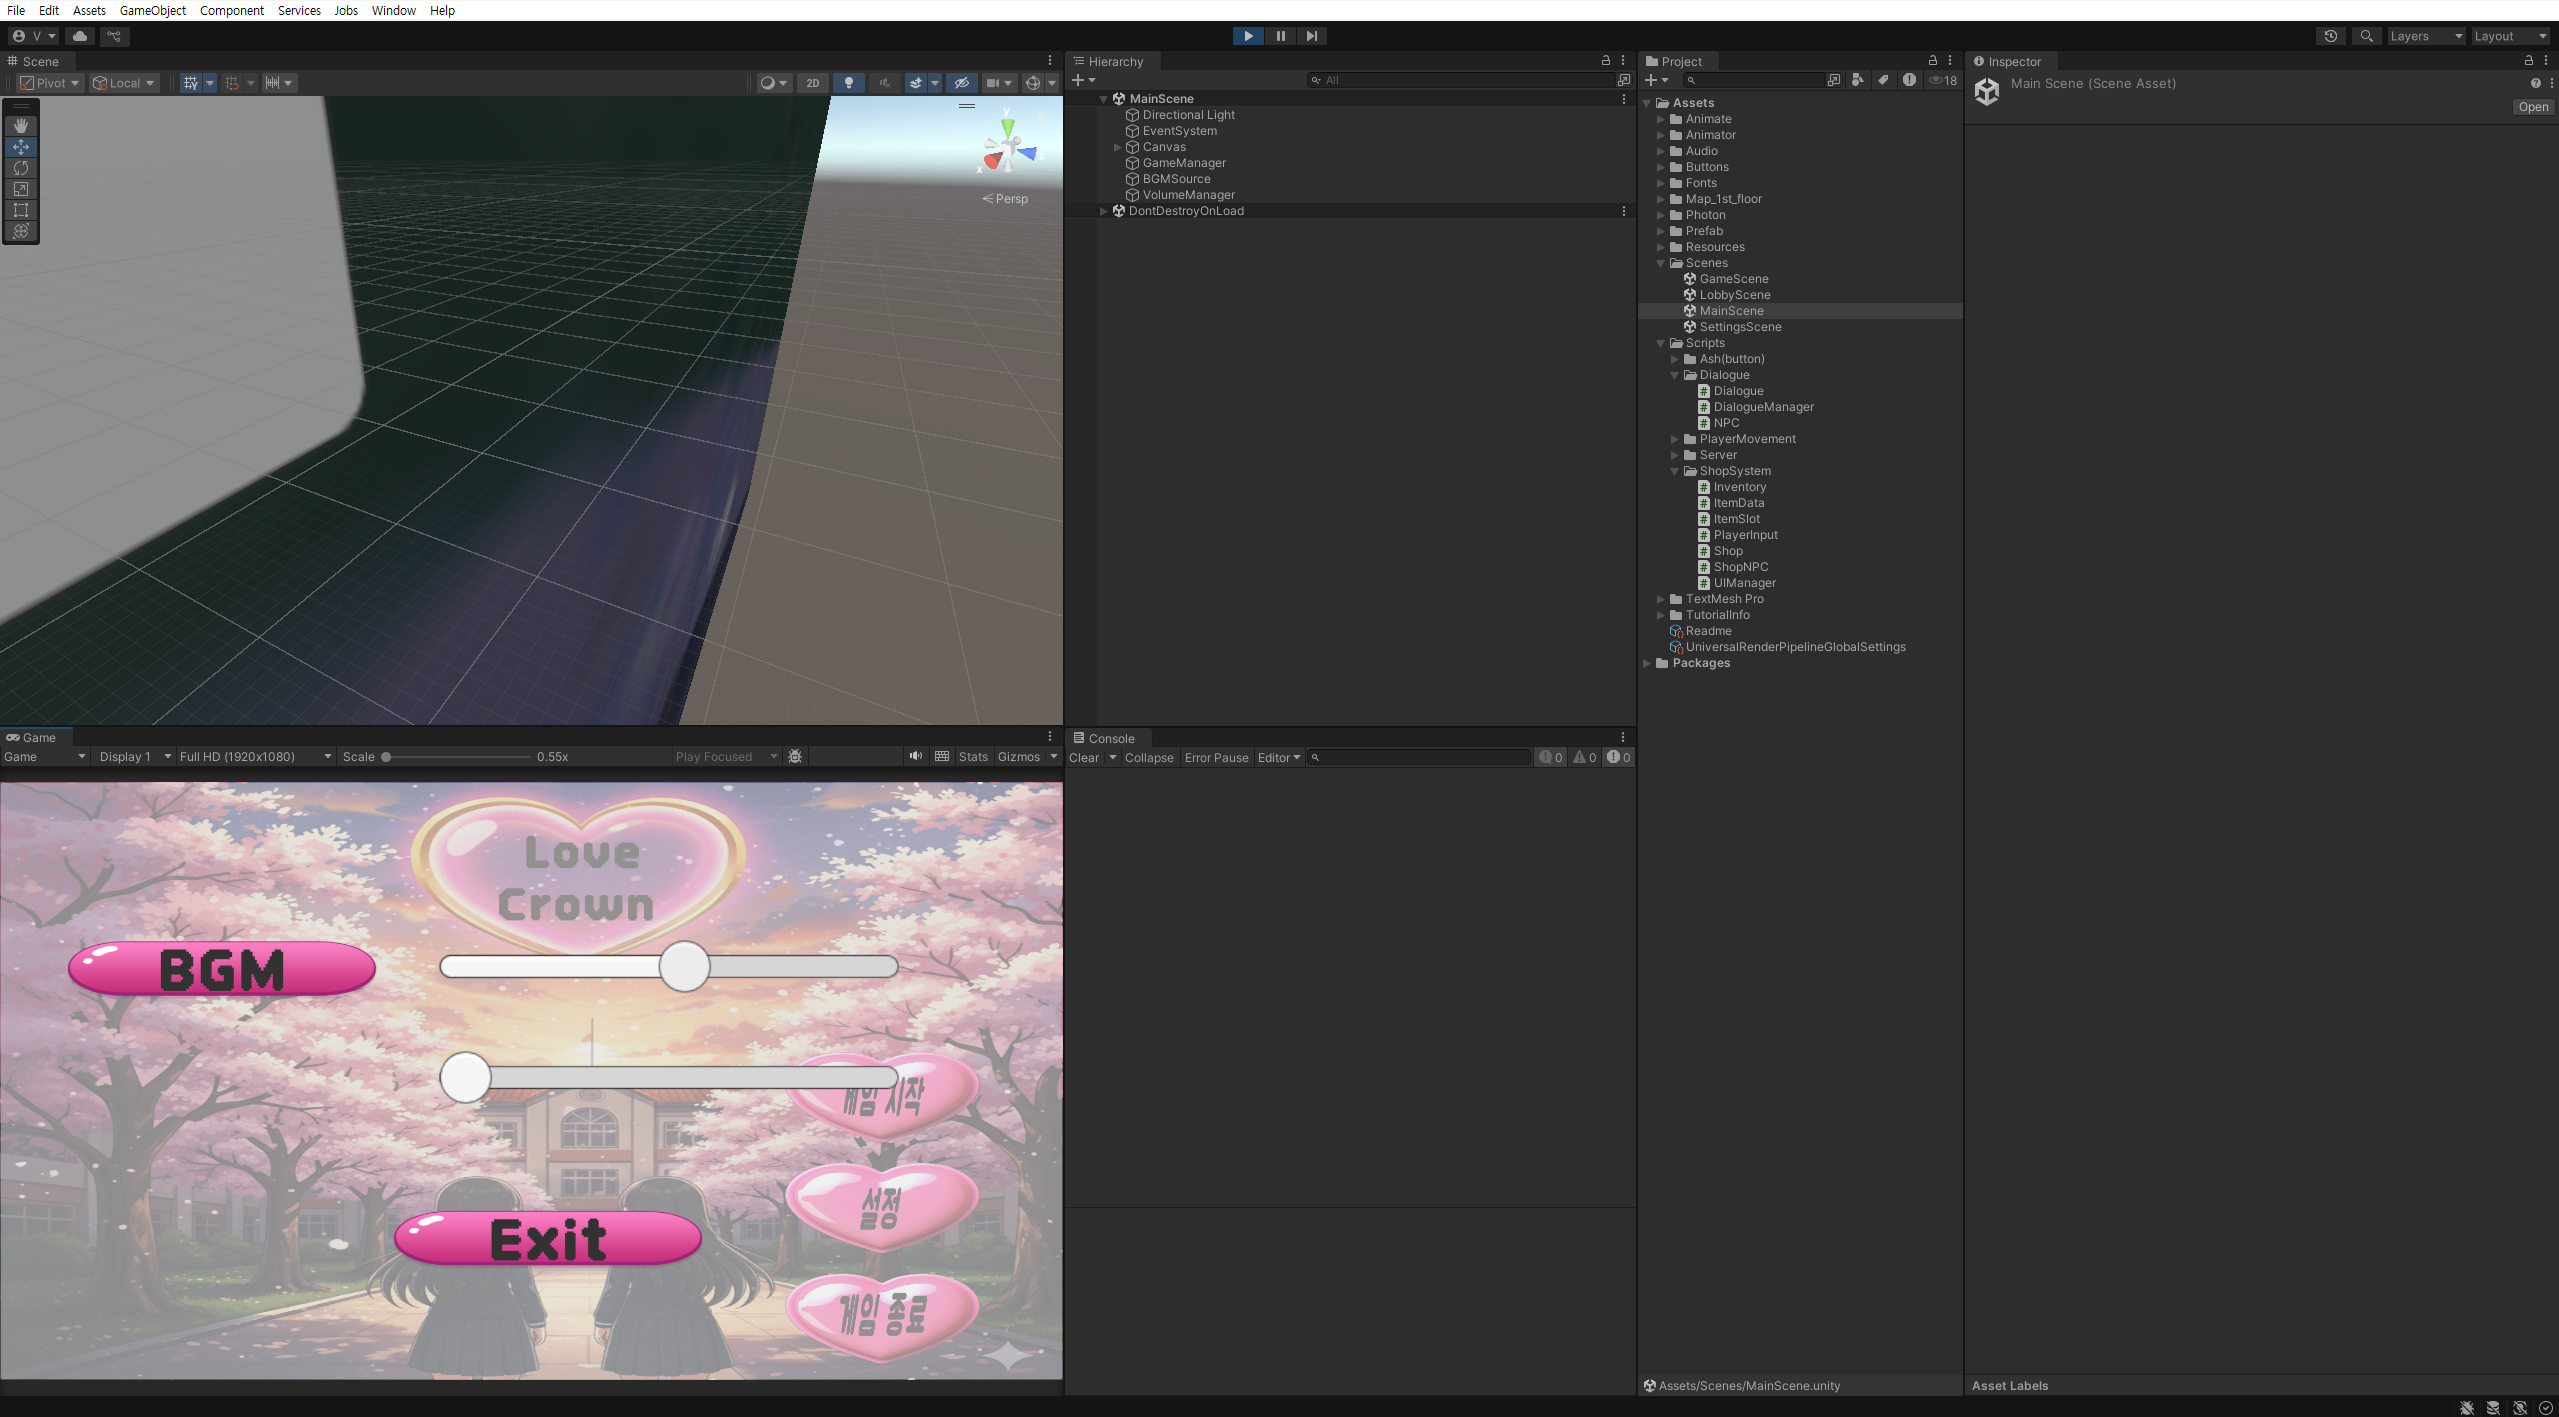 File Edit Assets GameObject Component Services Jobs Window Help
V
Layers
Layout
Scene
Pivot
Local
2D
y
x
z
Persp
Hierarchy
All
MainScene
Directional Light
EventSystem
Canvas
GameManager
BGMSource
VolumeManager
DontDestroyOnLoad
Project
18
Assets
Animate
Animator
Audio
Buttons
Fonts
Map_1st_floor
Photon
Prefab
Resources
Scenes
GameScene
LobbyScene
MainScene
SettingsScene
Scripts
Ash(button)
Dialogue
Dialogue
DialogueManager
NPC
PlayerMovement
Server
ShopSystem
Inventory
ItemData
ItemSlot
PlayerInput
Shop
ShopNPC
UIManager
TextMesh Pro
TutorialInfo
Readme
UniversalRenderPipelineGlobalSettings
Packages
Assets/Scenes/MainScene.unity
Inspector
Main Scene (Scene Asset)
Open
Asset Labels
Game
Game Display 1 Full HD (1920x1080) Scale 0.55x Play Focused Stats Gizmos
Love
Crown
BGM
게임 시작
설정
Exit
게임 종료
Console
Clear Collapse Error Pause Editor 0 0 0